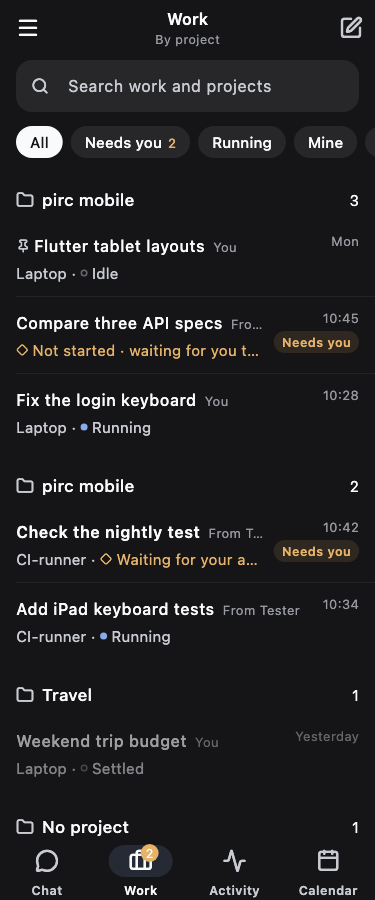 Work
By project
Search work and projects
All Needs you 2 Running Mine
pirc mobile 3
Flutter tablet layouts You Mon
Laptop · Idle
Compare three API specs Fro... 10:45
Not started · waiting for you t... Needs you
Fix the login keyboard You 10:28
Laptop · Running
pirc mobile 2
Check the nightly test From T... 10:42
CI-runner · Waiting for your a... Needs you
Add iPad keyboard tests From Tester 10:34
CI-runner · Running
Travel 1
Weekend trip budget You Yesterday
Laptop · Settled
No project 1
2
Chat Work Activity Calendar